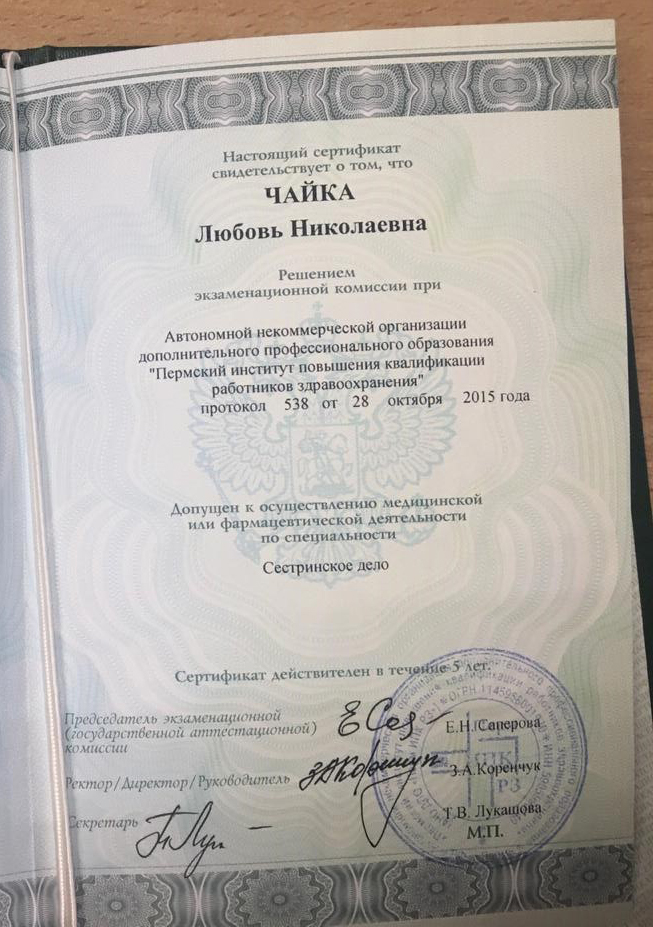 Настоящий сертификат
свидетельствует о том, что
ЧАЙКА
Любовь Николаевна
Решением
экзаменационной комиссии при
Автономной некоммерческой организации
дополнительного профессионального образования
"Пермский институт повышения квалификации
работников здравоохранения"
протокол 538 от 28 октября 2015 года
Допущен к осуществлению медицинской
или фармацевтической деятельности
по специальности
Сестринское дело
Сертификат действителен в течение 5 лет.
Председатель экзаменационной
(государственной аттестационной)
комиссии
Е.Н. Саперова
Ректор/Директор/Руководитель
З.А.Коренчук
Секретарь
Т.В. Лукашова
М.П.